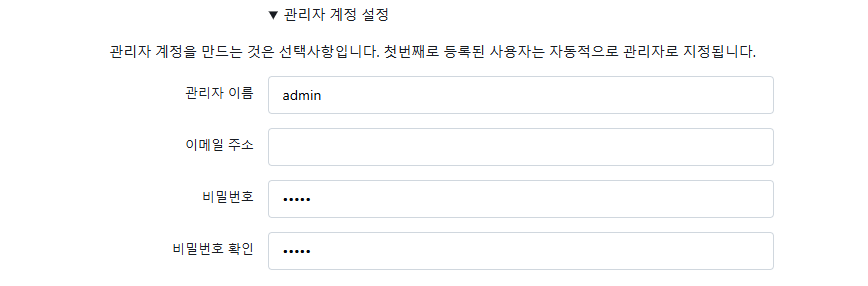 ▼ 관리자 계정 설정
관리자 계정을 만드는 것은 선택사항입니다. 첫번째로 등록된 사용자는 자동적으로 관리자로 지정됩니다.
관리자 이름 admin
이메일 주소
비밀번호 •••••
비밀번호 확인 •••••